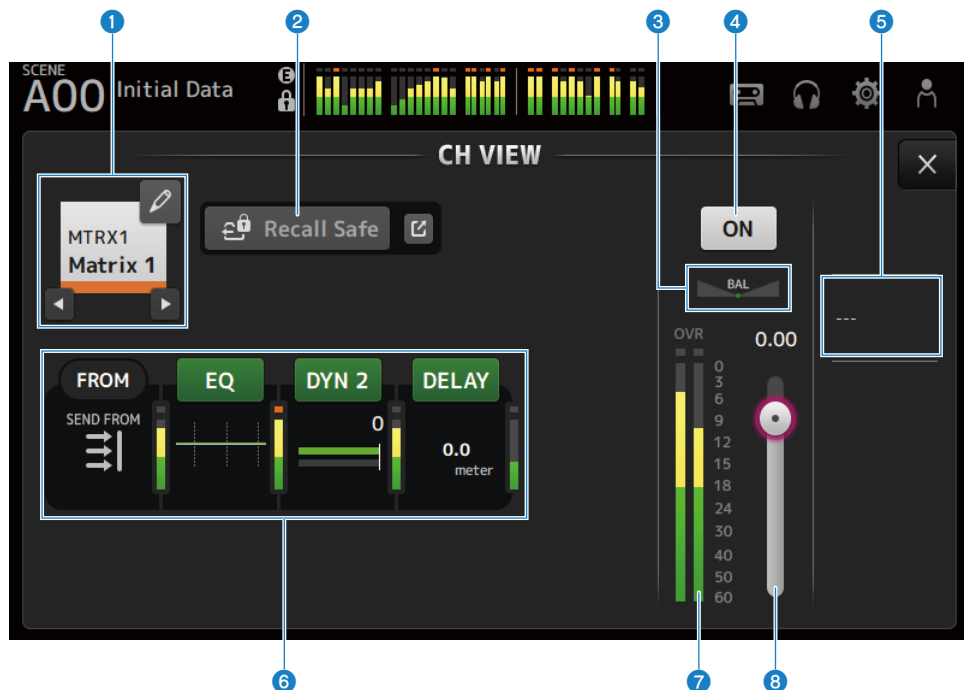 1
2
3
4
5
SCENE
A00
Initial Data
E
CH VIEW
MTRX1
Matrix 1
Recall Safe
ON
BAL
---
OVR
0.00
0
3
6
9
12
15
18
24
30
40
50
60
FROM
EQ
DYN 2
DELAY
SEND FROM
0
0.0
meter
6
7
8